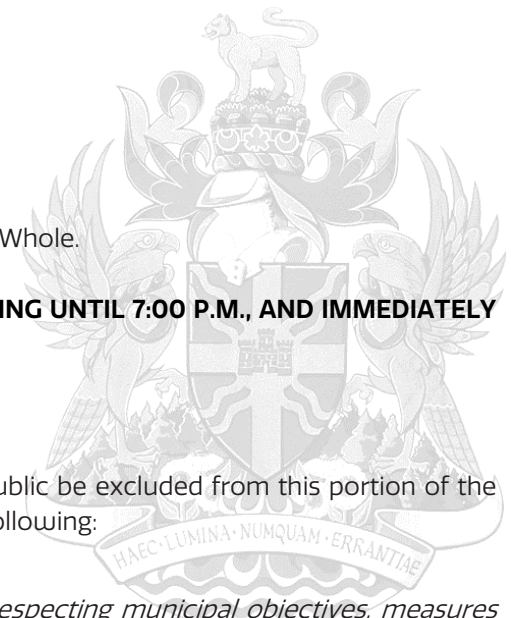 Whole.
ING UNTIL 7:00 P.M., AND IMMEDIATELY
ublic be excluded from this portion of the
ollowing:
HAEC·LUMINA·NUMQUAM·ERRANTIAE
especting municipal objectives, measures